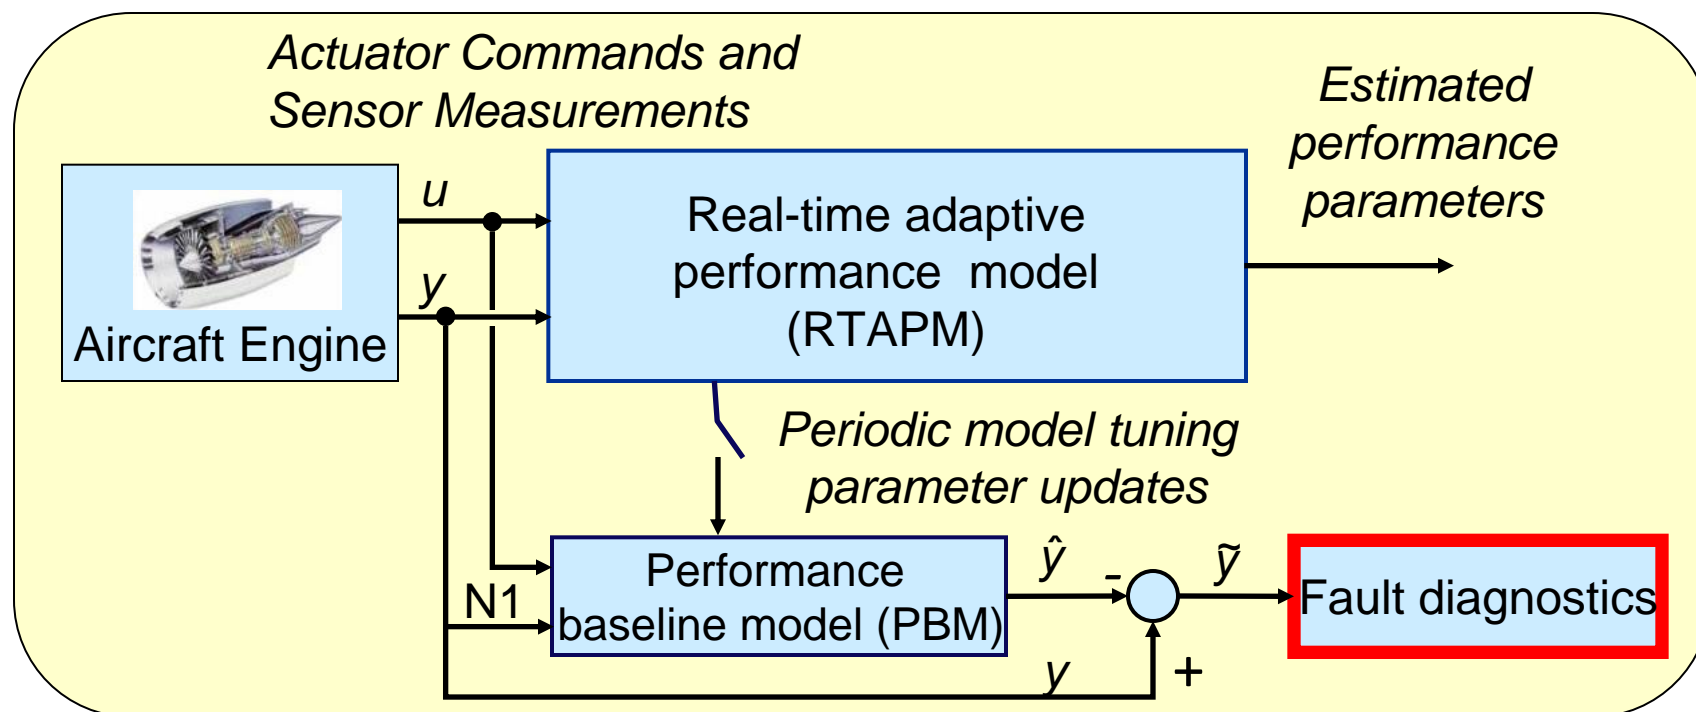 Actuator Commands and
Sensor Measurements
Estimated
performance
parameters
u
y
Aircraft Engine
Real-time adaptive
performance model
(RTAPM)
Periodic model tuning
parameter updates
N1
Performance
baseline model (PBM)
ŷ
-
ỹ
Fault diagnostics
y
+